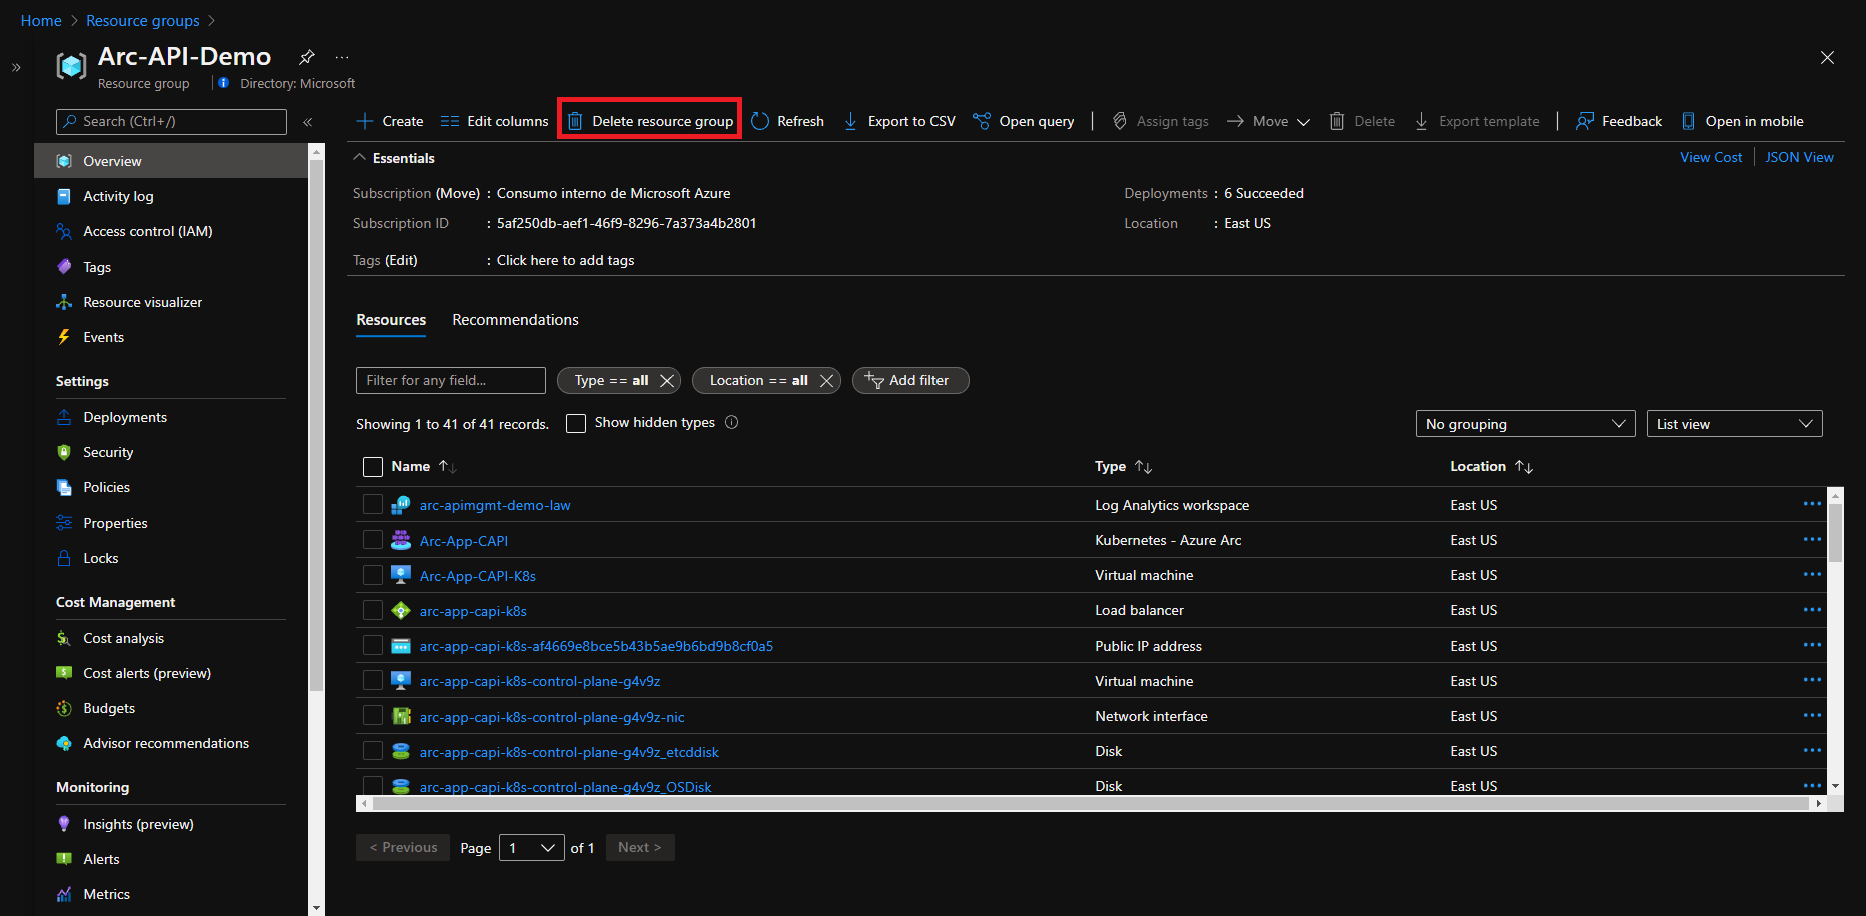 Home > Resource groups >
Arc-API-Demo
Resource group
Directory: Microsoft
Search (Ctrl+/)
Create
Edit columns
Delete resource group
Refresh
Export to CSV
Open query
Assign tags
Move
Delete
Export template
Feedback
Open in mobile
Overview
Activity log
Access control (IAM)
Tags
Resource visualizer
Events
Settings
Deployments
Security
Policies
Properties
Locks
Cost Management
Cost analysis
Cost alerts (preview)
Budgets
Advisor recommendations
Monitoring
Insights (preview)
Alerts
Metrics
Essentials
View Cost
JSON View
Subscription (Move) : Consumo interno de Microsoft Azure
Deployments : 6 Succeeded
Subscription ID : 5af250db-aef1-46f9-8296-7a373a4b2801
Location : East US
Tags (Edit) : Click here to add tags
Resources
Recommendations
Filter for any field...
Type == all
Location == all
Add filter
Showing 1 to 41 of 41 records.
Show hidden types
No grouping
List view
Name
Type
Location
arc-apimgmt-demo-law
Log Analytics workspace
East US
Arc-App-CAPI
Kubernetes - Azure Arc
East US
Arc-App-CAPI-K8s
Virtual machine
East US
arc-app-capi-k8s
Load balancer
East US
arc-app-capi-k8s-af4669e8bce5b43b5ae9b6bd9b8cf0a5
Public IP address
East US
arc-app-capi-k8s-control-plane-g4v9z
Virtual machine
East US
arc-app-capi-k8s-control-plane-g4v9z-nic
Network interface
East US
arc-app-capi-k8s-control-plane-g4v9z_etcddisk
Disk
East US
arc-app-capi-k8s-control-plane-g4v9z_OSDisk
Disk
East US
< Previous
Page
1
of 1
Next >